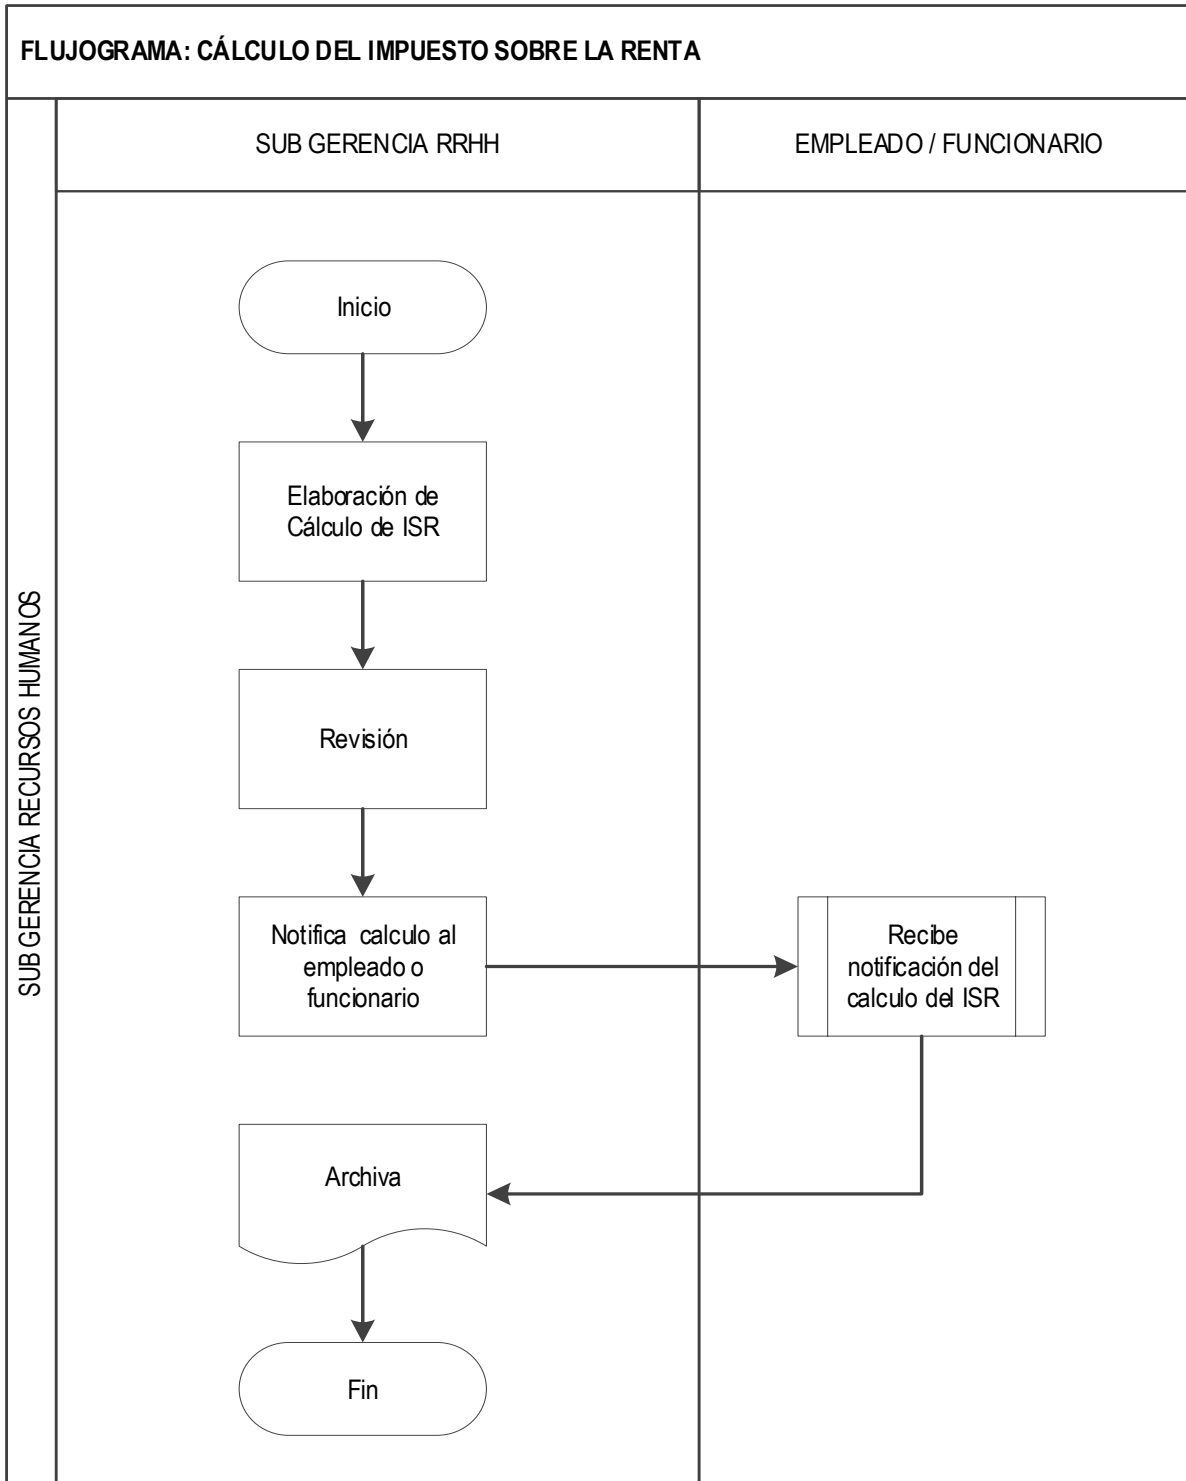 FLUJOGRAMA: CÁLCULO DEL IMPUESTO SOBRE LA RENTA
SUB GERENCIA RRHH
EMPLEADO / FUNCIONARIO
SUB GERENCIA RECURSOS HUMANOS
Inicio
Elaboración de
Cálculo de ISR
Revisión
Notifica calculo al
empleado o
funcionario
Recibe
notificación del
calculo del ISR
Archiva
Fin